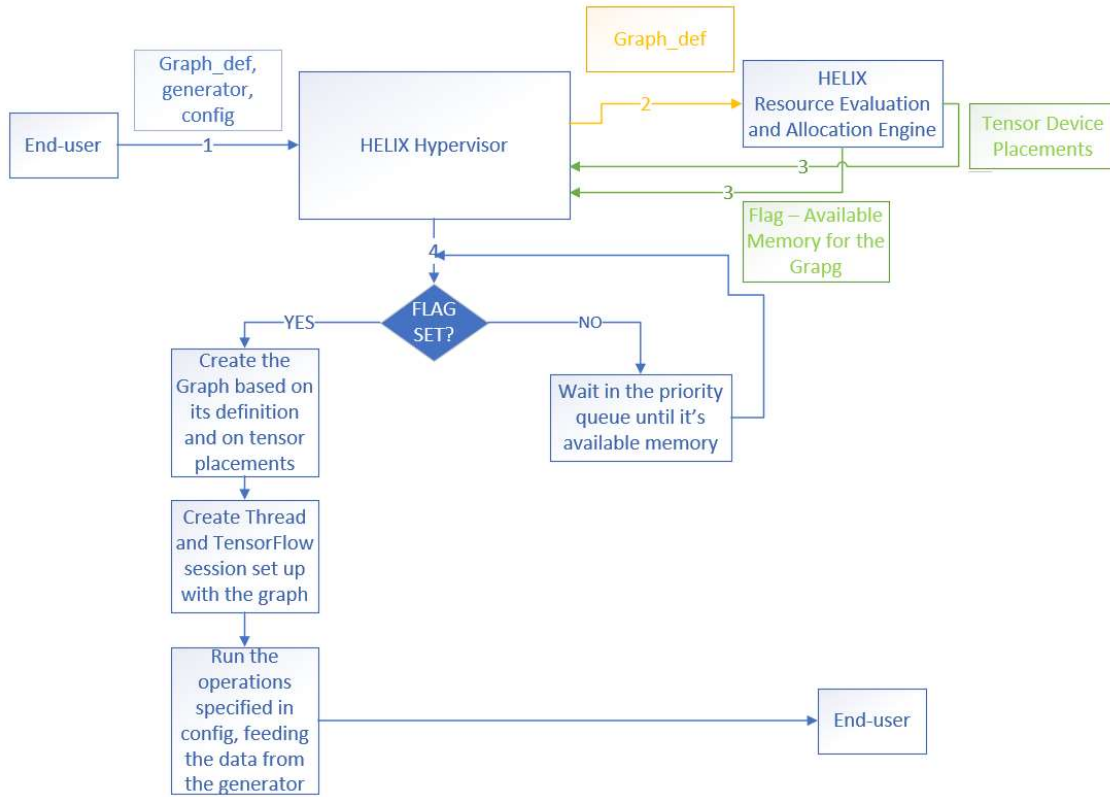 Graph_def
Graph_def,
generator,
config
End-user
1
HELIX Hypervisor
2
HELIX
Resource Evaluation
and Allocation Engine
Tensor Device
Placements
3
3
Flag – Available
Memory for the
Grapg
4
FLAG
SET?
YES
NO
Create the
Graph based on
its definition
and on tensor
placements
Wait in the priority
queue until it's
available memory
Create Thread
and TensorFlow
session set up
with the graph
Run the
operations
specified in
config, feeding
the data from
the generator
End-user